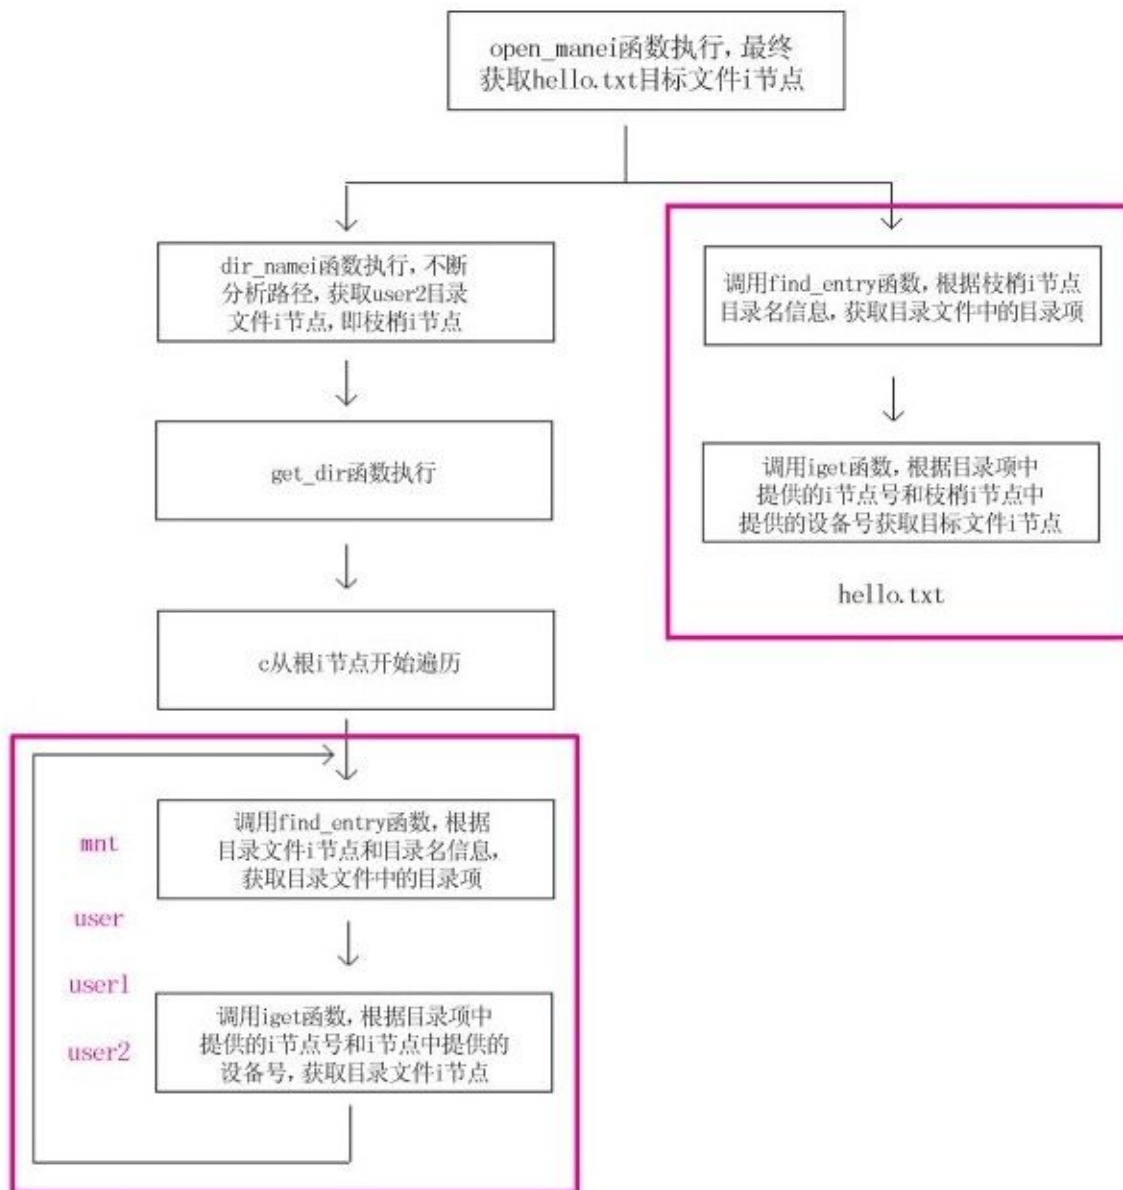 open_manei函数执行，最终
获取hello.txt目标文件i节点
dir_namei函数执行，不断
分析路径，获取user2目录
文件i节点，即枝梢i节点
get_dir函数执行
c从根i节点开始遍历
mnt
user
user1
user2
调用find_entry函数，根据
目录文件i节点和目录名信息，
获取目录文件中的目录项
调用iget函数，根据目录项中
提供的i节点号和i节点中提供的
设备号，获取目录文件i节点
调用find_entry函数，根据枝梢i节点
目录名信息，获取目录文件中的目录项
调用iget函数，根据目录项中
提供的i节点号和枝梢i节点中
提供的设备号获取目标文件i节点
hello.txt